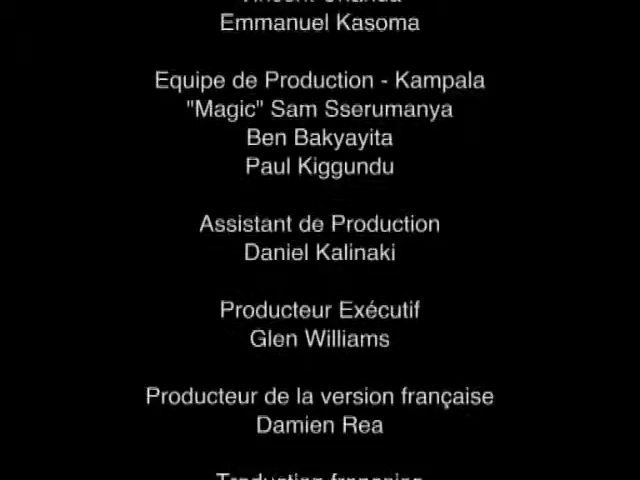 Emmanuel Kasoma
Equipe de Production - Kampala
"Magic" Sam Sserumanya
Ben Bakyayita
Paul Kiggundu
Assistant de Production
Daniel Kalinaki
Producteur Exécutif
Glen Williams
Producteur de la version française
Damien Rea